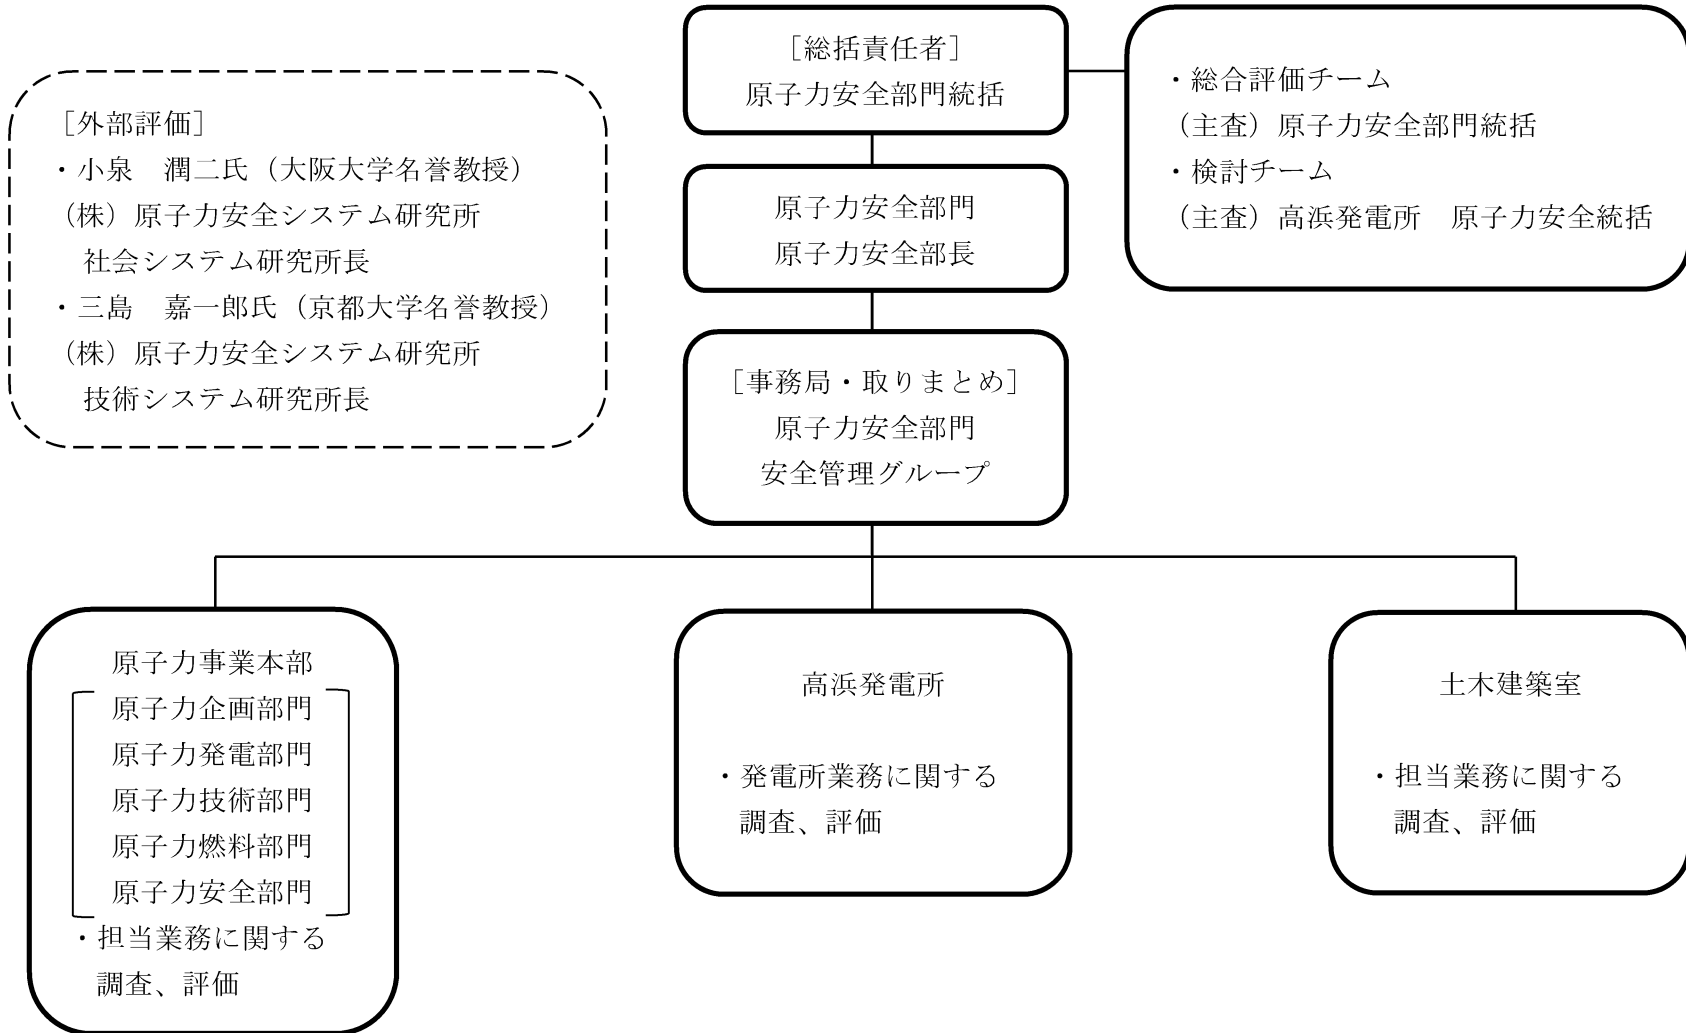 ［総括責任者］
原子力安全部門統括
・総合評価チーム
（主査）原子力安全部門統括
・検討チーム
（主査）高浜発電所　原子力安全統括
［外部評価］
・小泉　潤二氏（大阪大学名誉教授）
（株）原子力安全システム研究所
社会システム研究所長
・三島　嘉一郎氏（京都大学名誉教授）
（株）原子力安全システム研究所
技術システム研究所長
原子力安全部門
原子力安全部長
［事務局・取りまとめ］
原子力安全部門
安全管理グループ
原子力事業本部
原子力企画部門
原子力発電部門
原子力技術部門
原子力燃料部門
原子力安全部門
・担当業務に関する
調査、評価
高浜発電所
・発電所業務に関する
調査、評価
土木建築室
・担当業務に関する
調査、評価